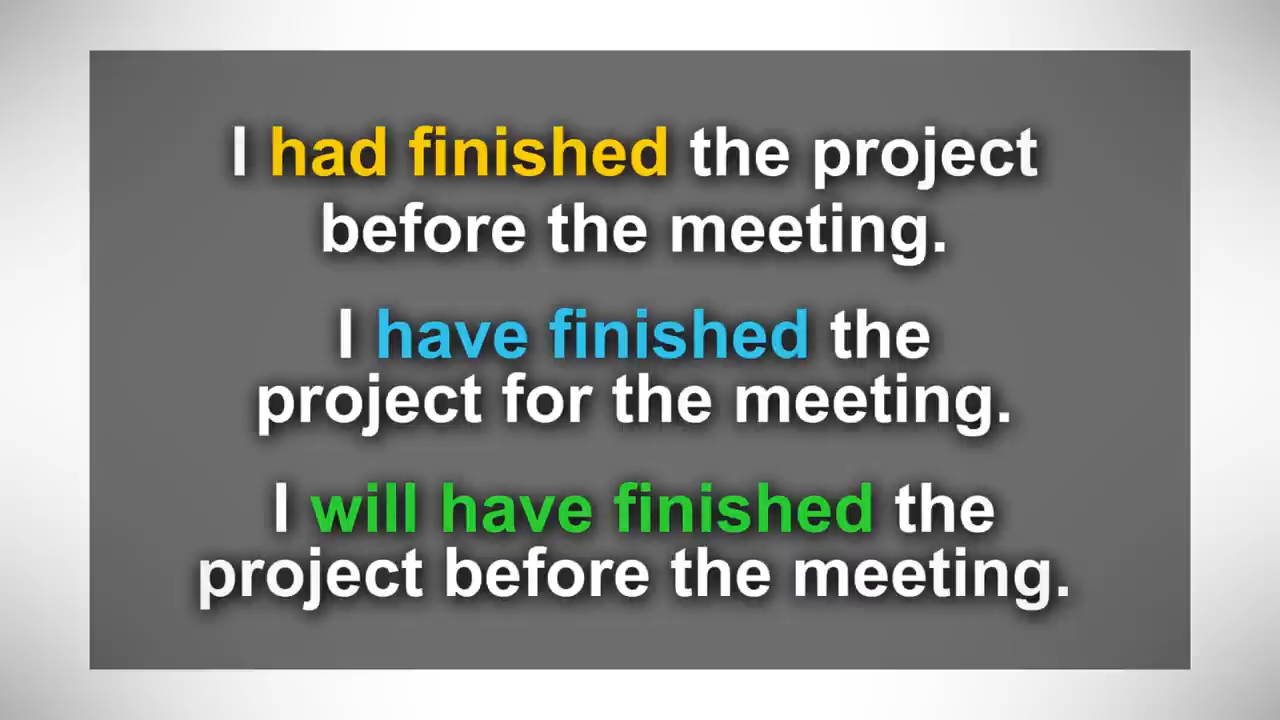 I had finished the project
before the meeting.
I have finished the
project for the meeting.
I will have finished the
project before the meeting.